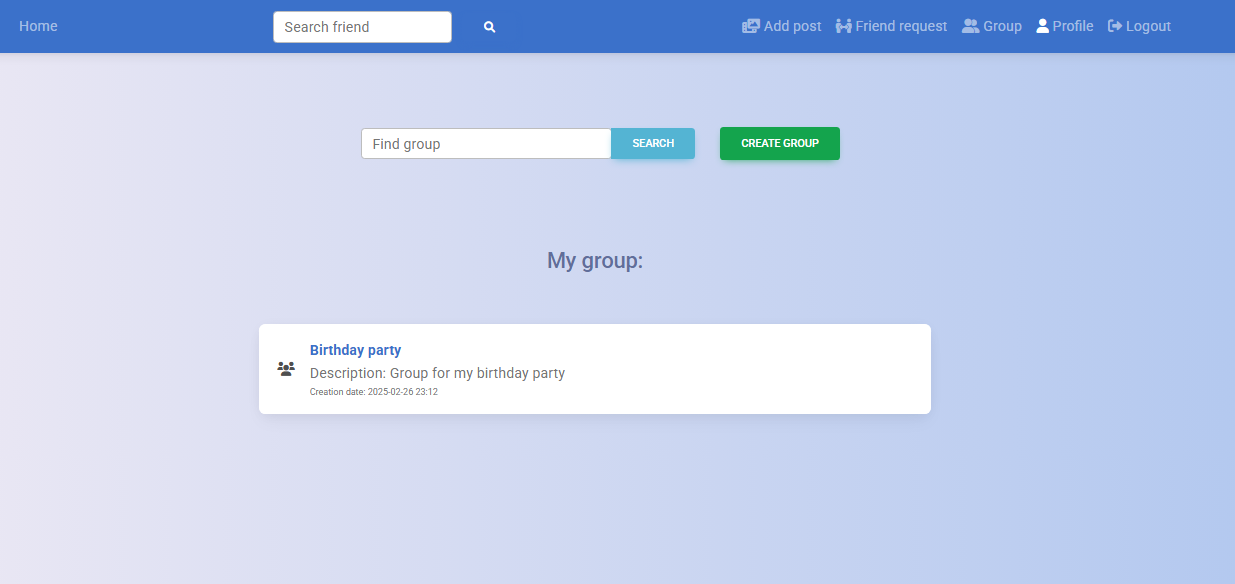 Home Search friend Add post Friend request Group Profile Logout
Find group SEARCH CREATE GROUP
My group:
Birthday party
Description: Group for my birthday party
Creation date: 2025-02-26 23:12